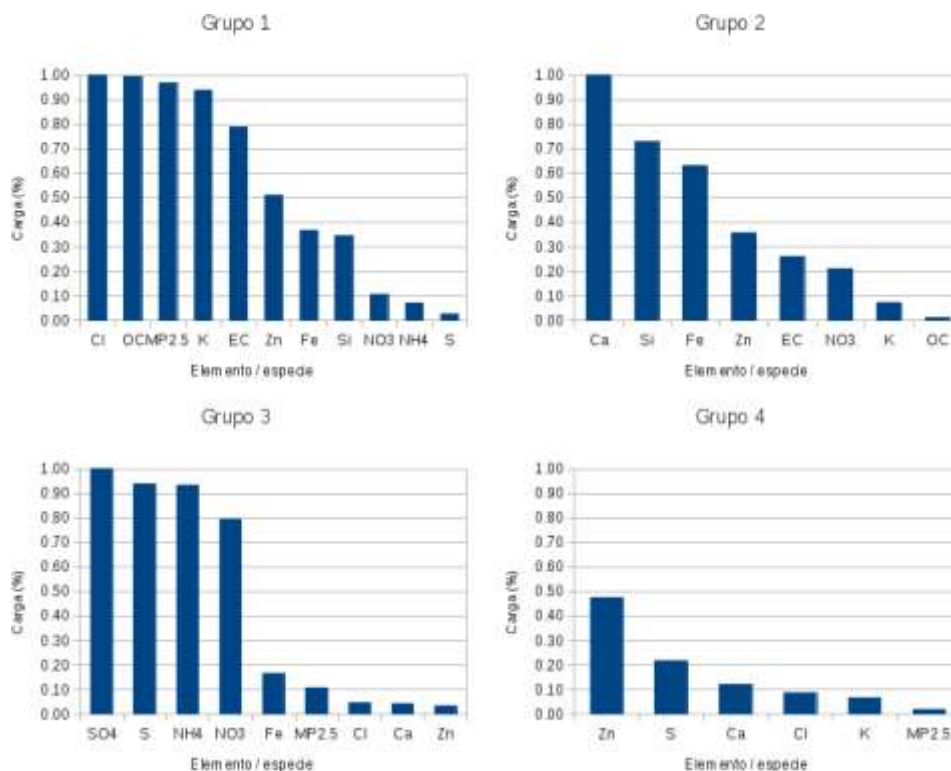 Grupo 1
Carga (%)
1.00
0.90
0.80
0.70
0.60
0.50
0.40
0.30
0.20
0.10
0.00
Cl OC MP2.5 K EC Zn Fe Si NO3 NH4 S
Elemento / especie
Grupo 2
Carga (%)
1.00
0.90
0.80
0.70
0.60
0.50
0.40
0.30
0.20
0.10
0.00
Ca Si Fe Zn EC NO3 K OC
Elemento / especie
Grupo 3
Carga (%)
1.00
0.90
0.80
0.70
0.60
0.50
0.40
0.30
0.20
0.10
0.00
SO4 S NH4 NO3 Fe MP2.5 Cl Ca Zn
Elemento / especie
Grupo 4
Carga (%)
1.00
0.90
0.80
0.70
0.60
0.50
0.40
0.30
0.20
0.10
0.00
Zn S Ca Cl K MP2.5
Elemento / especie